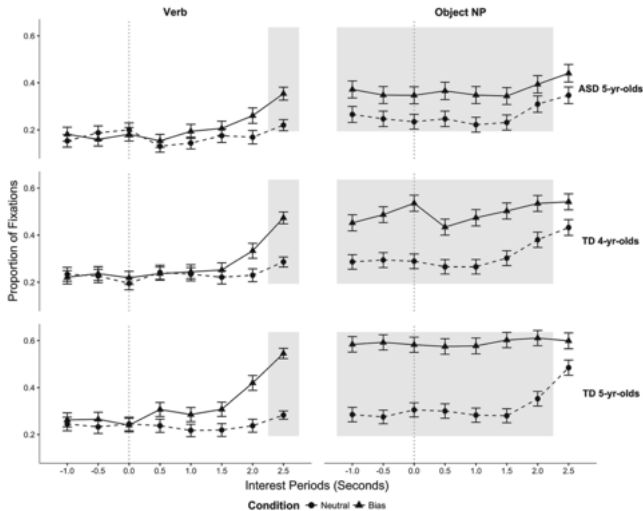 Verb
Object NP
0.6
0.4
0.2
ASD 5-yr-olds
Proportion of Fixations
0.6
0.4
0.2
TD 4-yr-olds
0.6
0.4
0.2
TD 5-yr-olds
-1.0 -0.5 0.0 0.5 1.0 1.5 2.0 2.5
-1.0 -0.5 0.0 0.5 1.0 1.5 2.0 2.5
Interest Periods (Seconds)
Condition Neutral Bias